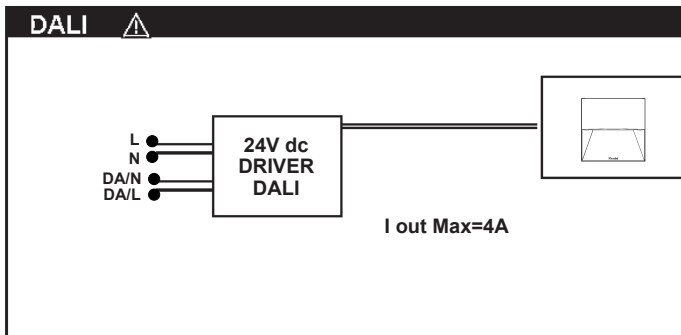 DALI
L
N
DA/N
DA/L
24V dc
DRIVER
DALI
I out Max=4A